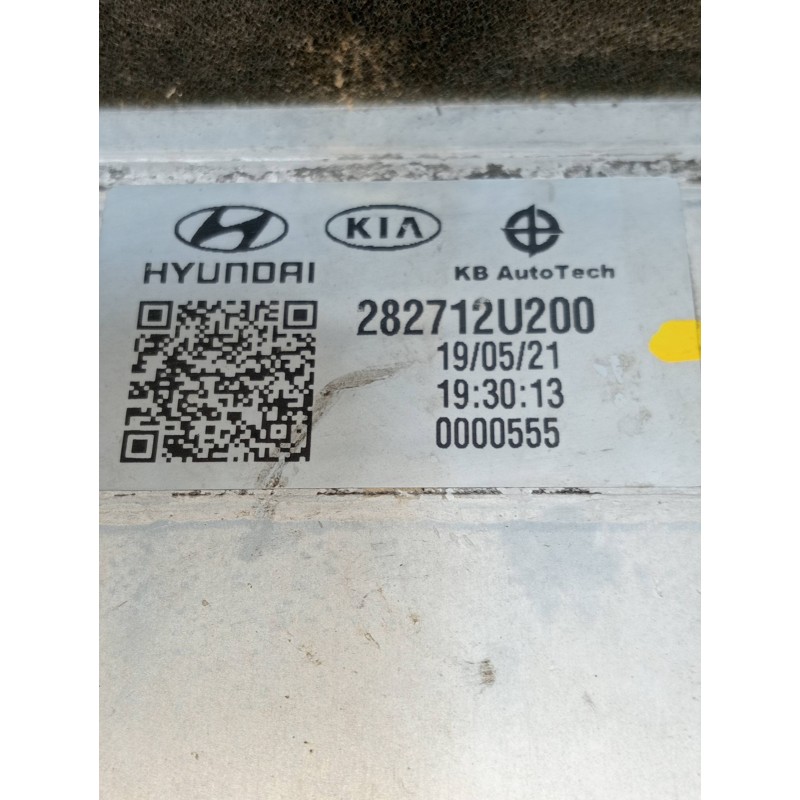 HYUNDAI
KIA
KB AutoTech
282712U200
19/05/21
19:30:13
0000555